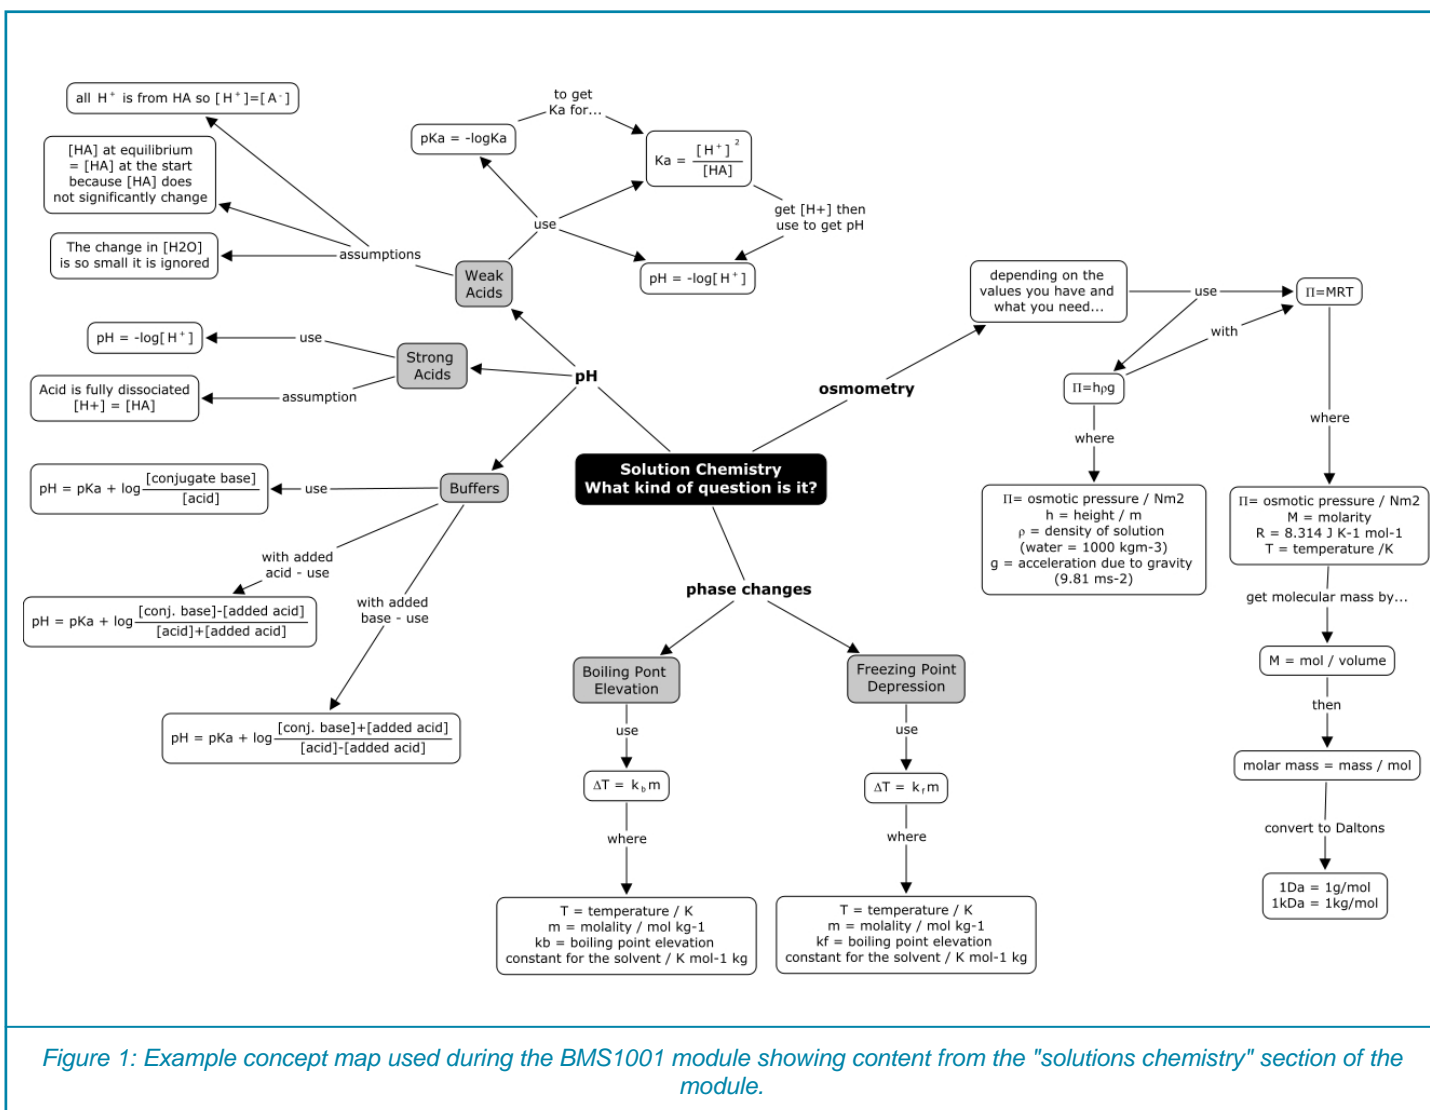 all H⁺ is from HA so [H⁺]=[A⁻]
[HA] at equilibrium
= [HA] at the start
because [HA] does
not significantly change
The change in [H2O]
is so small it is ignored
assumptions
Weak
Acids
use
pKa = -logKa
to get
Ka for...
Ka = [H⁺]²
[HA]
get [H+] then
use to get pH
pH = -log[H⁺]
pH = -log[H⁺]
use
Strong
Acids
Acid is fully dissociated
[H+] = [HA]
assumption
pH
pH = pKa + log [conjugate base]
[acid]
use
Buffers
with added
acid - use
pH = pKa + log [conj. base]-[added acid]
[acid]+[added acid]
with added
base - use
pH = pKa + log [conj. base]+[added acid]
[acid]-[added acid]
Solution Chemistry
What kind of question is it?
osmometry
depending on the
values you have and
what you need...
use
Π=MRT
with
Π=hρg
where
Π= osmotic pressure / Nm2
h = height / m
ρ = density of solution
(water = 1000 kgm-3)
g = acceleration due to gravity
(9.81 ms-2)
where
Π= osmotic pressure / Nm2
M = molarity
R = 8.314 J K-1 mol-1
T = temperature /K
get molecular mass by...
M = mol / volume
then
molar mass = mass / mol
convert to Daltons
1Da = 1g/mol
1kDa = 1kg/mol
phase changes
Boiling Pont
Elevation
use
ΔT = k_b m
where
T = temperature / K
m = molality / mol kg-1
kb = boiling point elevation
constant for the solvent / K mol-1 kg
Freezing Point
Depression
use
ΔT = k_f m
where
T = temperature / K
m = molality / mol kg-1
kf = boiling point elevation
constant for the solvent / K mol-1 kg
Figure 1: Example concept map used during the BMS1001 module showing content from the "solutions chemistry" section of the
module.